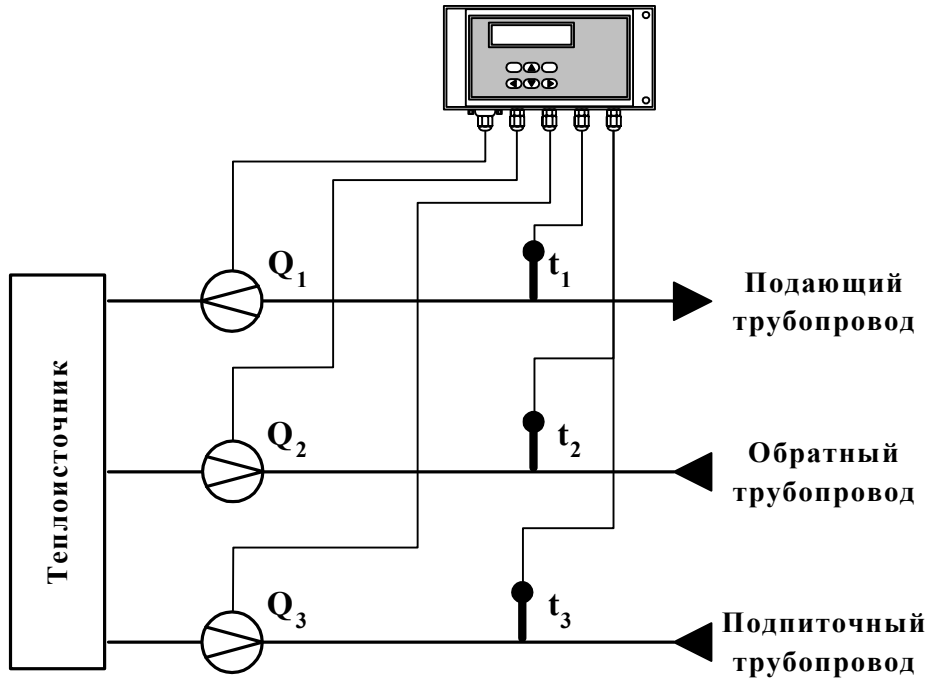 Q1
t1
Подающий
трубопровод
Теплоисточник
Q2
t2
Обратный
трубопровод
Q3
t3
Подпиточный
трубопровод